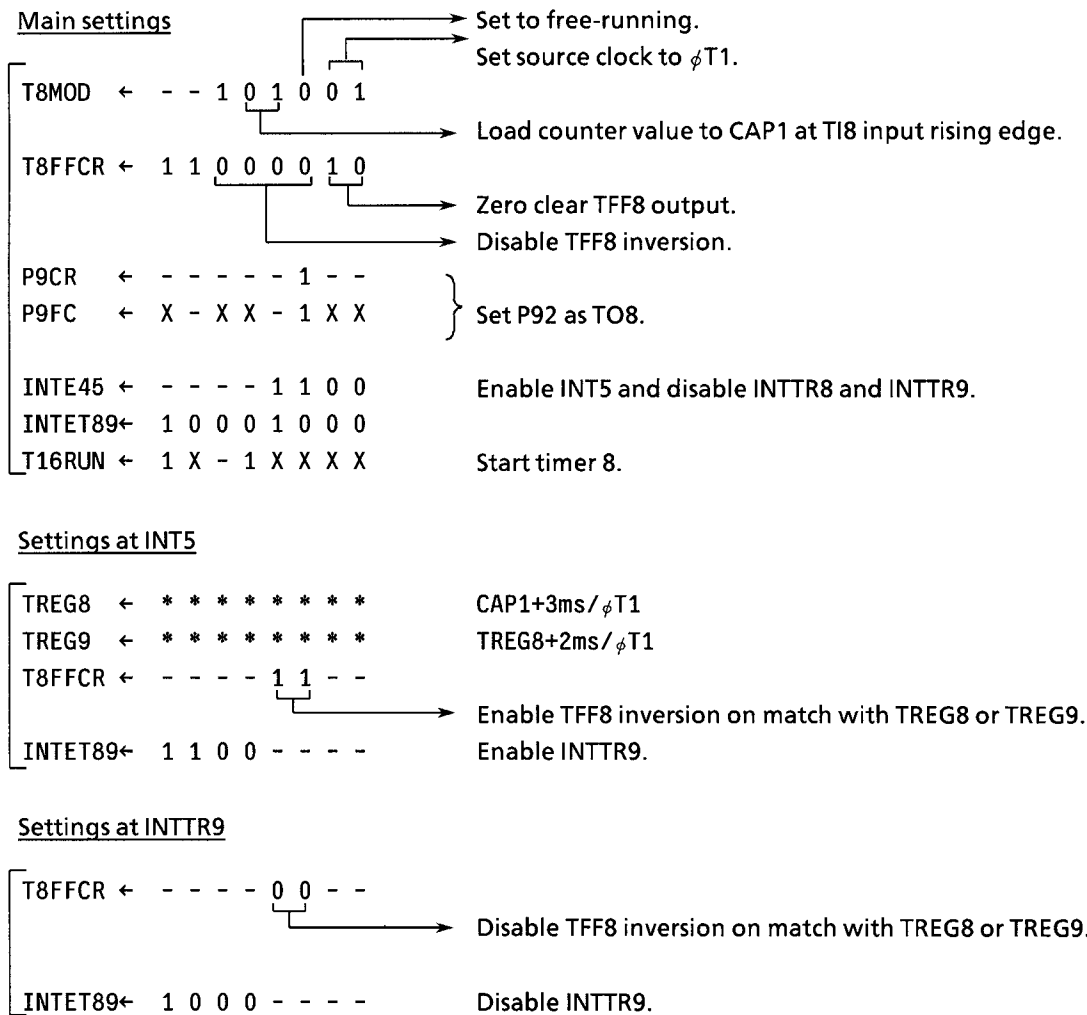 Main settings
Set to free-running.
Set source clock to φT1.
T8MOD ← - - 1 0 1 0 0 1
Load counter value to CAP1 at TI8 input rising edge.
T8FFCR ← 1 1 0 0 0 0 1 0
Zero clear TFF8 output.
Disable TFF8 inversion.
P9CR ← - - - - - 1 - -
P9FC ← X - X X - 1 X X
Set P92 as TO8.
INTE45 ← - - - - 1 1 0 0 Enable INT5 and disable INTTR8 and INTTR9.
INTET89← 1 0 0 0 1 0 0 0
T16RUN ← 1 X - 1 X X X X Start timer 8.
Settings at INT5
TREG8 ← * * * * * * * * CAP1+3ms/φT1
TREG9 ← * * * * * * * * TREG8+2ms/φT1
T8FFCR ← - - - - 1 1 - -
Enable TFF8 inversion on match with TREG8 or TREG9.
INTET89← 1 1 0 0 - - - - Enable INTTR9.
Settings at INTTR9
T8FFCR ← - - - - 0 0 - -
Disable TFF8 inversion on match with TREG8 or TREG9.
INTET89← 1 0 0 0 - - - - Disable INTTR9.